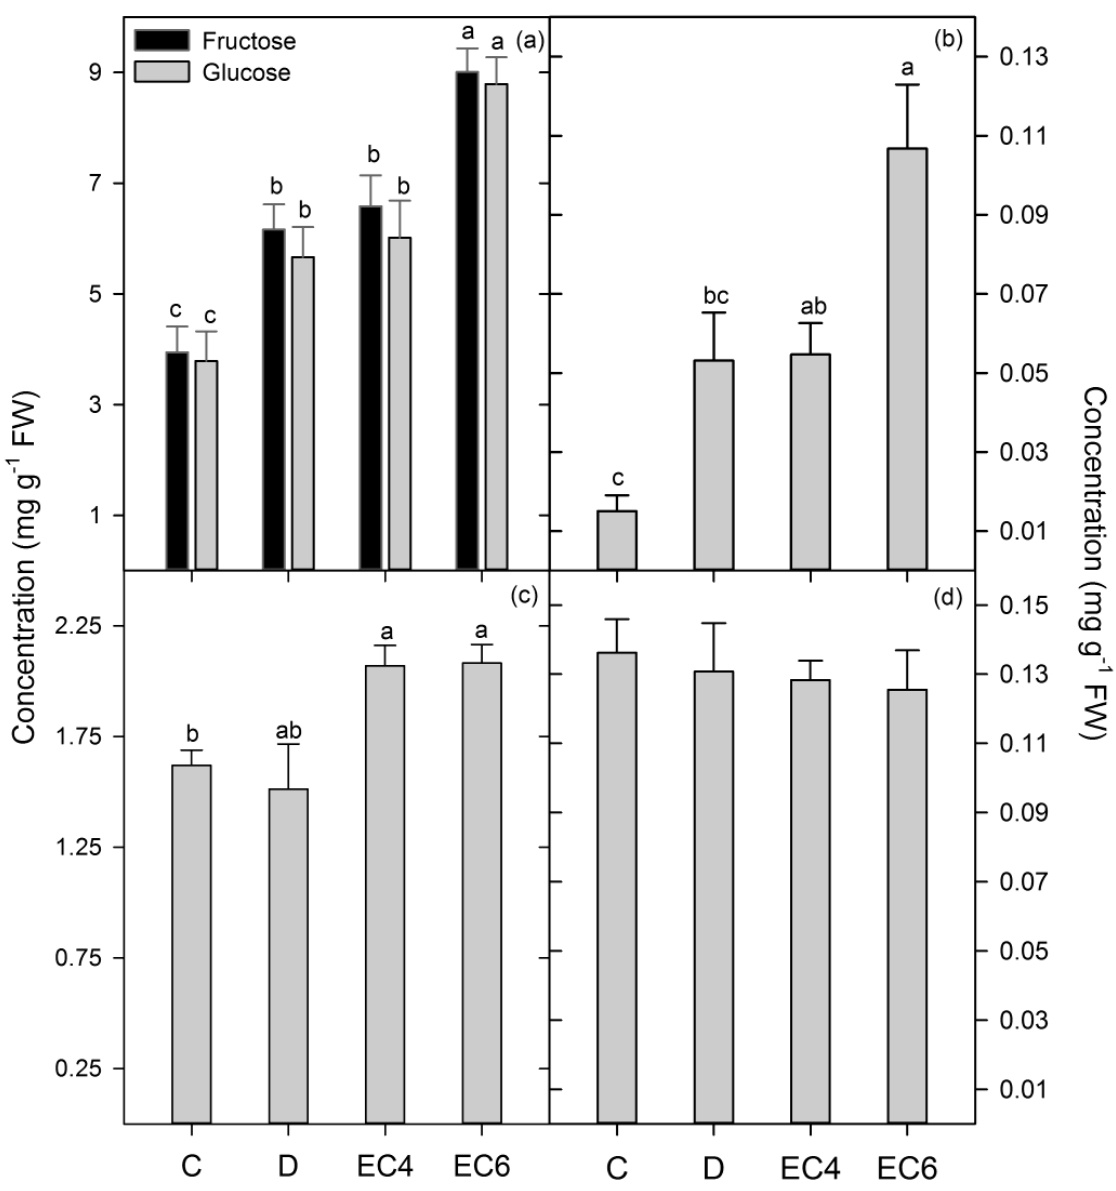 Fructose
Glucose
(a)
a a
b
b
b
b
c c
9
7
5
3
1
(b)
a
bc
ab
c
0.13
0.11
0.09
0.07
0.05
0.03
0.01
Concentration (mg g-1 FW)
Concentration (mg g-1 FW)
(c)
b
ab
a
a
2.25
1.75
1.25
0.75
0.25
(d)
0.15
0.13
0.11
0.09
0.07
0.05
0.03
0.01
C D EC4 EC6
C D EC4 EC6